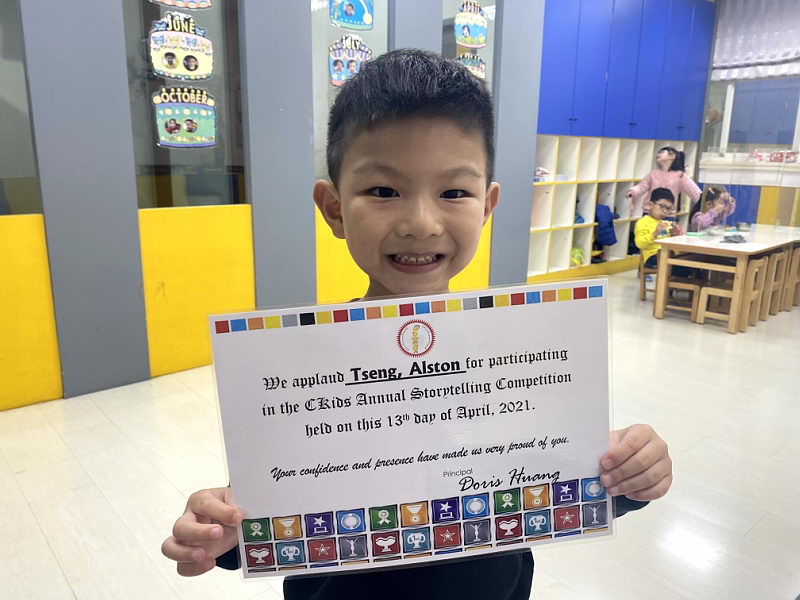 JUNE
OCTOBER
JULY
We applaud Tseng, Alston for participating
in the CKids Annual Storytelling Competition
held on this 13th day of April, 2021.
Your confidence and presence have made us very proud of you.
Principal
Doris Huang